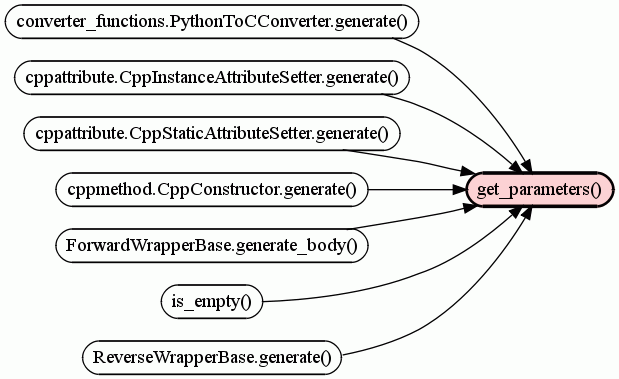 converter_functions.PythonToCConverter.generate()
cppattribute.CppInstanceAttributeSetter.generate()
cppattribute.CppStaticAttributeSetter.generate()
cppmethod.CppConstructor.generate()
get_parameters()
ForwardWrapperBase.generate_body()
is_empty()
ReverseWrapperBase.generate()